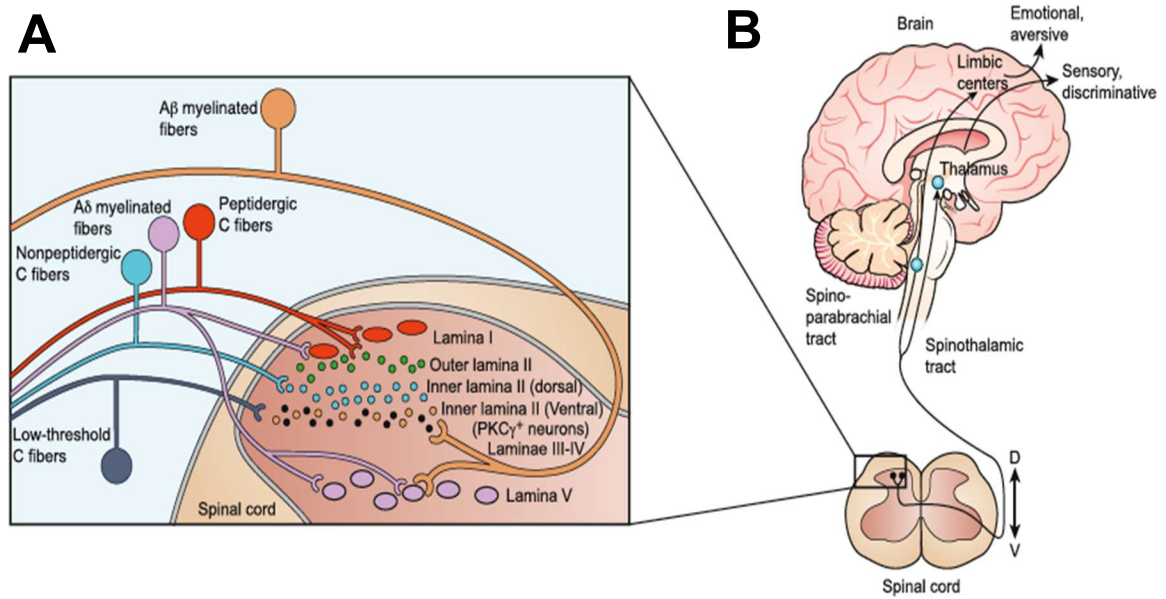 A
Aβ myelinated
fibers
Aδ myelinated
fibers
Peptidergic
C fibers
Nonpeptidergic
C fibers
Low-threshold
C fibers
Lamina I
Outer lamina II
Inner lamina II (dorsal)
Inner lamina II (Ventral)
(PKCγ⁺ neurons)
Laminae III-IV
Lamina V
Spinal cord
B
Brain
Emotional,
aversive
Limbic
centers
Sensory,
discriminative
Thalamus
Spino-
parabrachial
tract
Spinothalamic
tract
D
V
Spinal cord